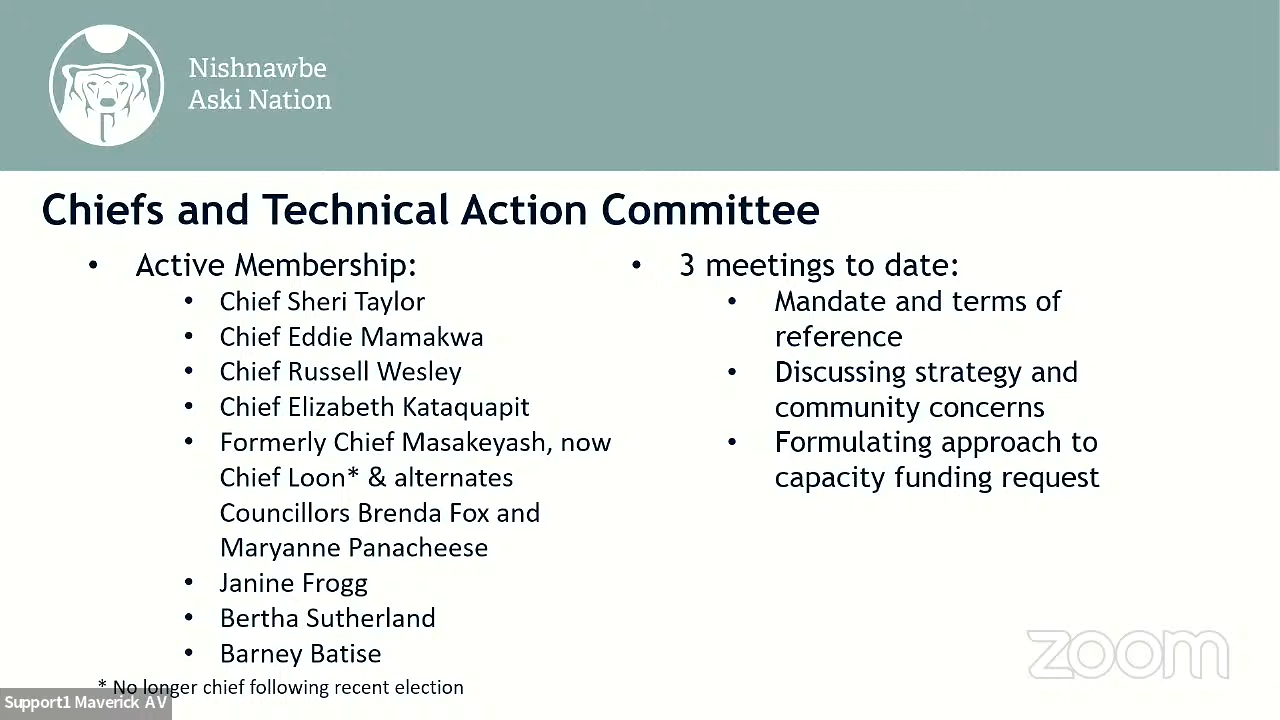 Nishnawbe
Aski Nation
Chiefs and Technical Action Committee
• Active Membership:
• Chief Sheri Taylor
• Chief Eddie Mamakwa
• Chief Russell Wesley
• Chief Elizabeth Kataquapit
• Formerly Chief Masakeyash, now
Chief Loon* & alternates
Councillors Brenda Fox and
Maryanne Panacheese
• Janine Frogg
• Bertha Sutherland
• Barney Batise
* No longer chief following recent election
• 3 meetings to date:
• Mandate and terms of
reference
• Discussing strategy and
community concerns
• Formulating approach to
capacity funding request
zoom
Support1 Maverick AV